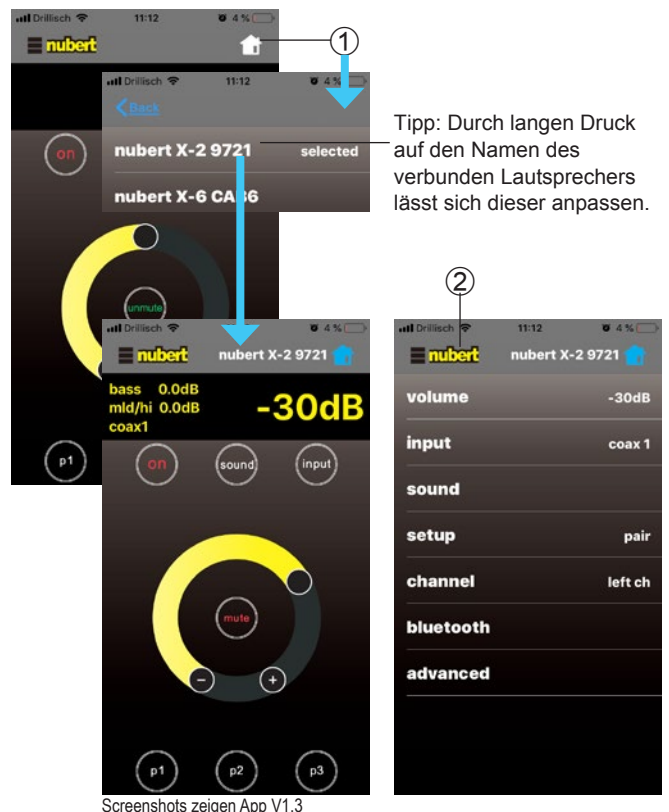 Drillisch 11:12 4 %
nubert
1
Drillisch 11:12 4 %
Back
nubert X-2 9721 selected
nubert X-6 CA36
Tipp: Durch langen Druck
auf den Namen des
verbunden Lautsprechers
lässt sich dieser anpassen.
on
unmute
p1
Drillisch 4 %
nubert nubert X-2 9721
bass 0.0dB
mid/hi 0.0dB
coax1
-30dB
on sound input
mute
- +
p1 p2 p3
2
Drillisch 11:12 4 %
nubert nubert X-2 9721
volume -30dB
input coax 1
sound
setup pair
channel left ch
bluetooth
advanced
Screenshots zeigen App V1.3